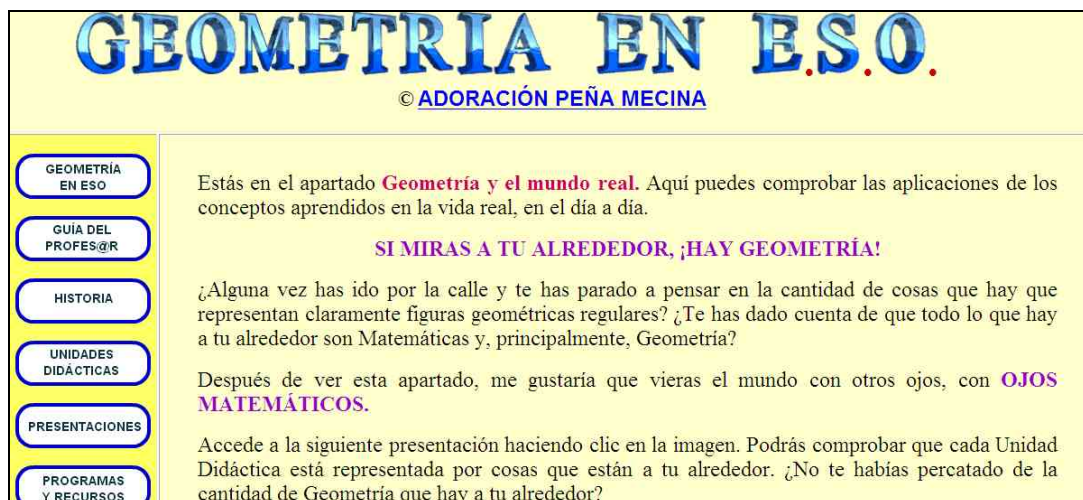 GEOMETRIA EN E.S.O.
© ADORACIÓN PEÑA MECINA
GEOMETRÍA
EN ESO
GUÍA DEL
PROFES@R
HISTORIA
UNIDADES
DIDÁCTICAS
PRESENTACIONES
PROGRAMAS
Y RECURSOS
Estás en el apartado Geometría y el mundo real. Aquí puedes comprobar las aplicaciones de los
conceptos aprendidos en la vida real, en el día a día.
SI MIRAS A TU ALREDEDOR, ¡HAY GEOMETRÍA!
¿Alguna vez has ido por la calle y te has parado a pensar en la cantidad de cosas que hay que
representan claramente figuras geométricas regulares? ¿Te has dado cuenta de que todo lo que hay
a tu alrededor son Matemáticas y, principalmente, Geometría?
Después de ver esta apartado, me gustaría que vieras el mundo con otros ojos, con OJOS
MATEMÁTICOS.
Accede a la siguiente presentación haciendo clic en la imagen. Podrás comprobar que cada Unidad
Didáctica está representada por cosas que están a tu alrededor. ¿No te habías percatado de la
cantidad de Geometría que hay a tu alrededor?